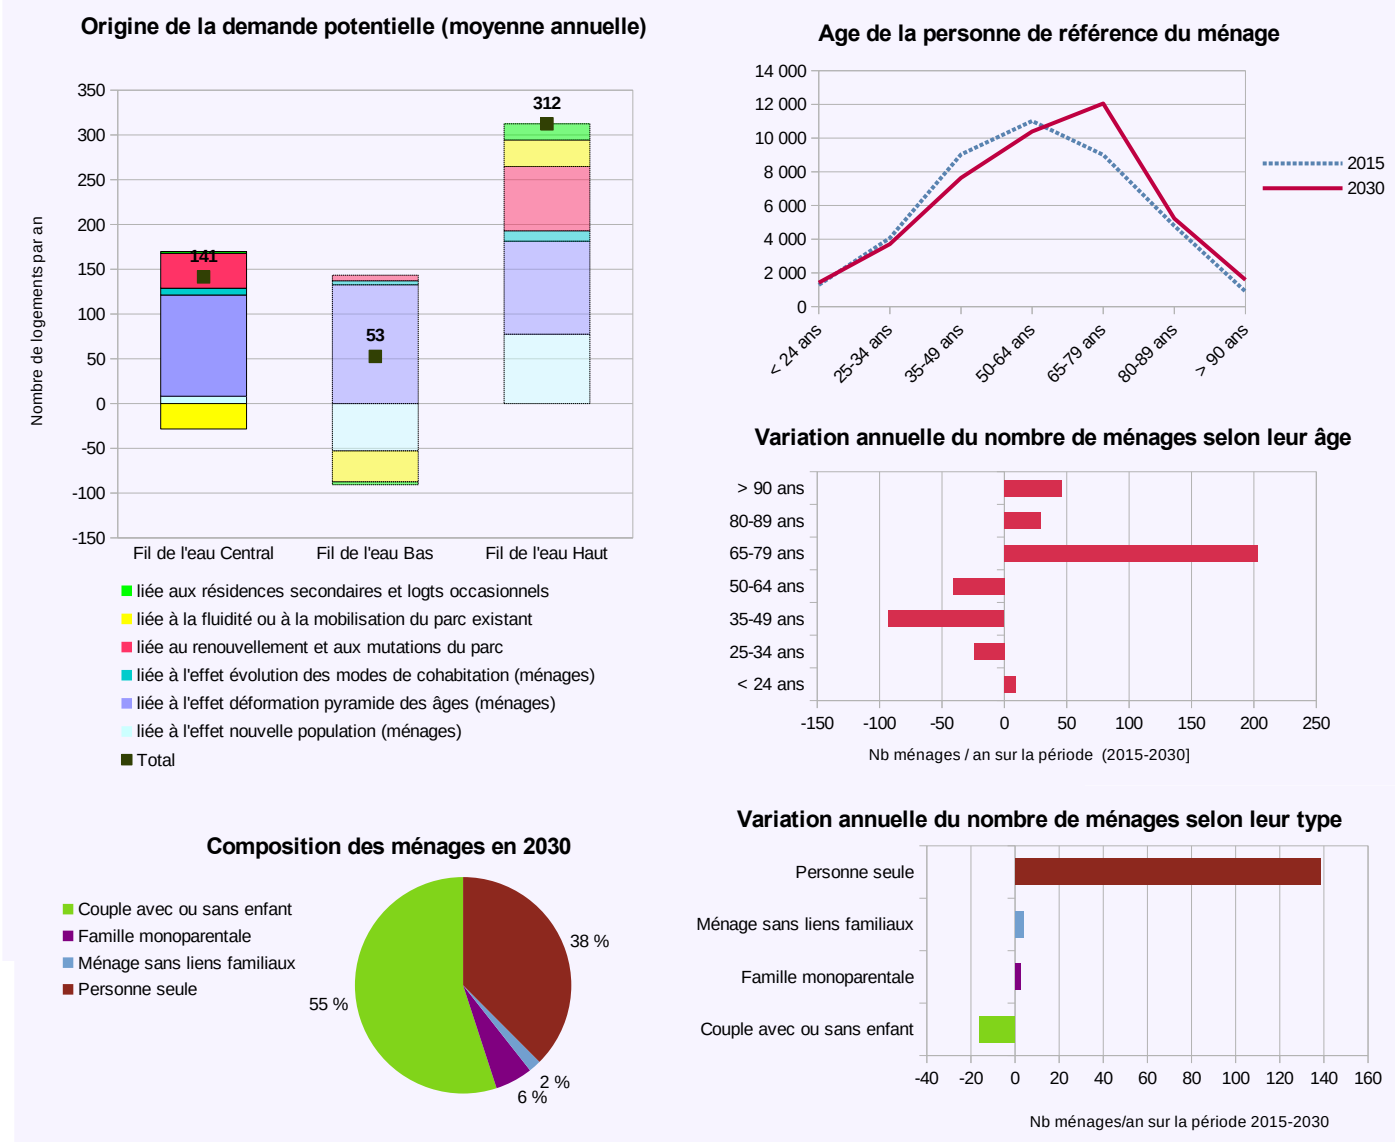 Origine de la demande potentielle (moyenne annuelle)
Nombre de logements par an
350
300
250
200
150
100
50
0
-50
-100
-150
141
53
312
Fil de l'eau Central
Fil de l'eau Bas
Fil de l'eau Haut
liée aux résidences secondaires et logts occasionnels
liée à la fluidité ou à la mobilisation du parc existant
liée au renouvellement et aux mutations du parc
liée à l'effet évolution des modes de cohabitation (ménages)
liée à l'effet déformation pyramide des âges (ménages)
liée à l'effet nouvelle population (ménages)
Total
Composition des ménages en 2030
Couple avec ou sans enfant
Famille monoparentale
Ménage sans liens familiaux
Personne seule
38 %
2 %
6 %
55 %
Age de la personne de référence du ménage
14 000
12 000
10 000
8 000
6 000
4 000
2 000
0
< 24 ans
25-34 ans
35-49 ans
50-64 ans
65-79 ans
80-89 ans
> 90 ans
2015
2030
Variation annuelle du nombre de ménages selon leur âge
> 90 ans
80-89 ans
65-79 ans
50-64 ans
35-49 ans
25-34 ans
< 24 ans
-150 -100 -50 0 50 100 150 200 250
Nb ménages / an sur la période (2015-2030]
Variation annuelle du nombre de ménages selon leur type
Personne seule
Ménage sans liens familiaux
Famille monoparentale
Couple avec ou sans enfant
-40 -20 0 20 40 60 80 100 120 140 160
Nb ménages/an sur la période 2015-2030